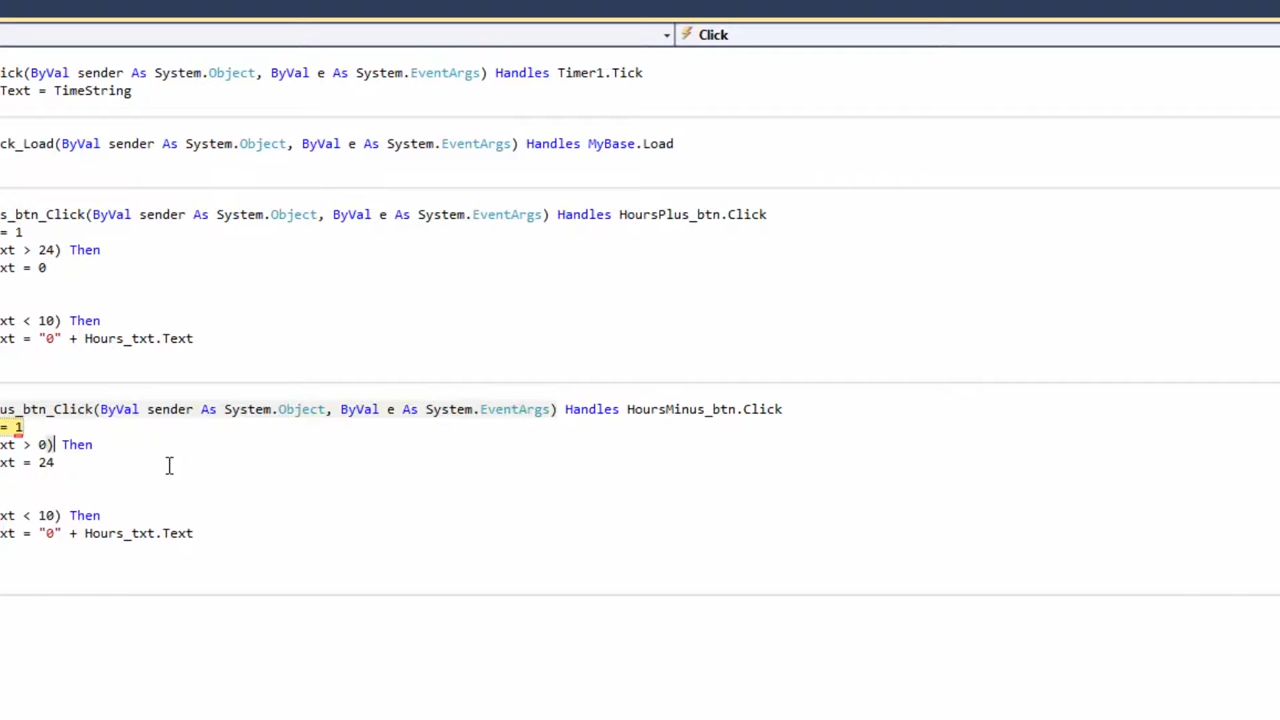 Click
ick(ByVal sender As System.Object, ByVal e As System.EventArgs) Handles Timer1.Tick
Text = TimeString
ck_Load(ByVal sender As System.Object, ByVal e As System.EventArgs) Handles MyBase.Load
s_btn_Click(ByVal sender As System.Object, ByVal e As System.EventArgs) Handles HoursPlus_btn.Click
= 1
xt > 24) Then
xt = 0
xt < 10) Then
xt = "0" + Hours_txt.Text
us_btn_Click(ByVal sender As System.Object, ByVal e As System.EventArgs) Handles HoursMinus_btn.Click
= 1
xt > 0) Then
xt = 24
xt < 10) Then
xt = "0" + Hours_txt.Text